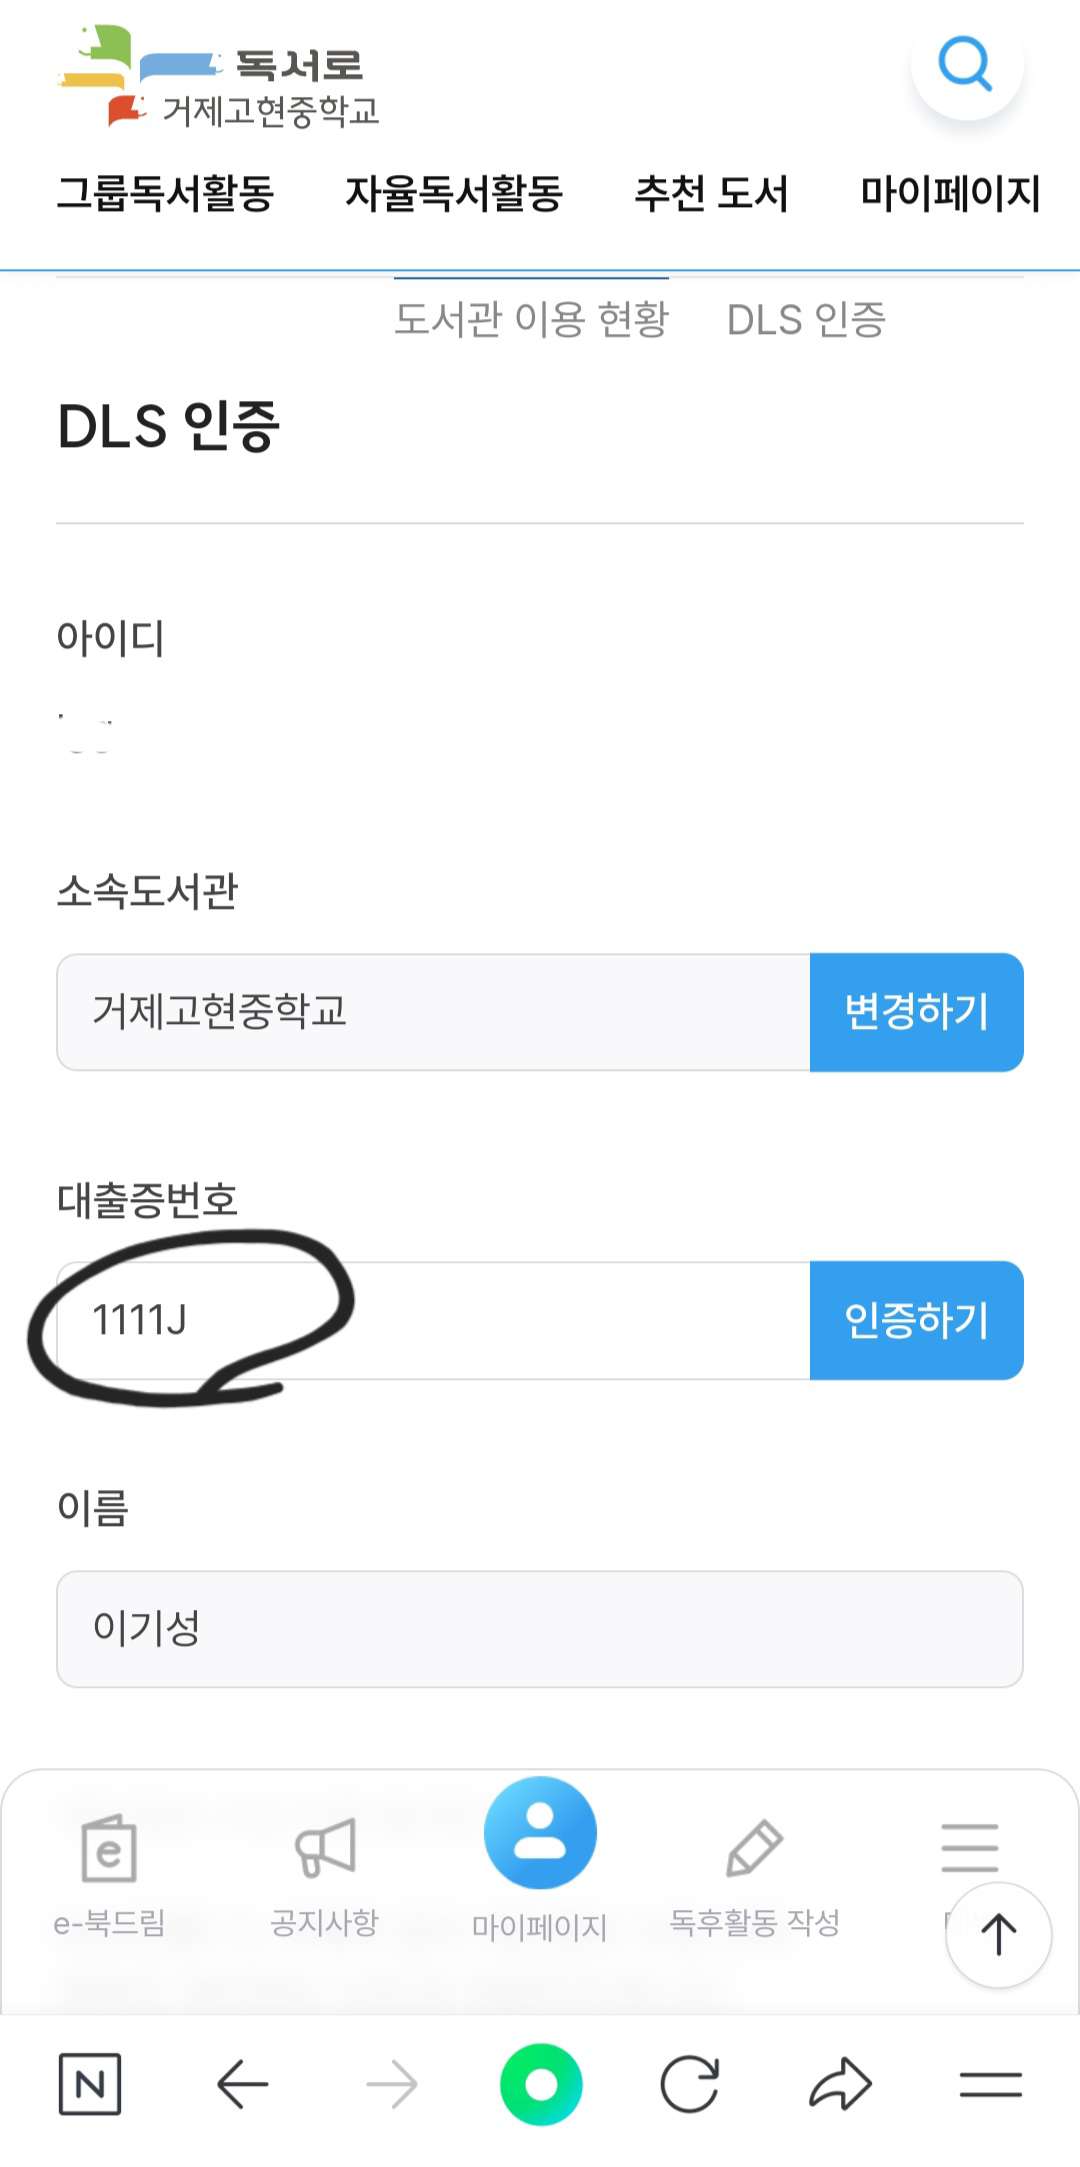 독서로
거제고현중학교
그룹독서활동 자율독서활동 추천 도서 마이페이지
도서관 이용 현황 DLS 인증
DLS 인증
아이디
소속도서관
거제고현중학교 변경하기
대출증번호
1111J 인증하기
이름
이기성
e
e-북드림 공지사항 마이페이지 독후활동 작성
N